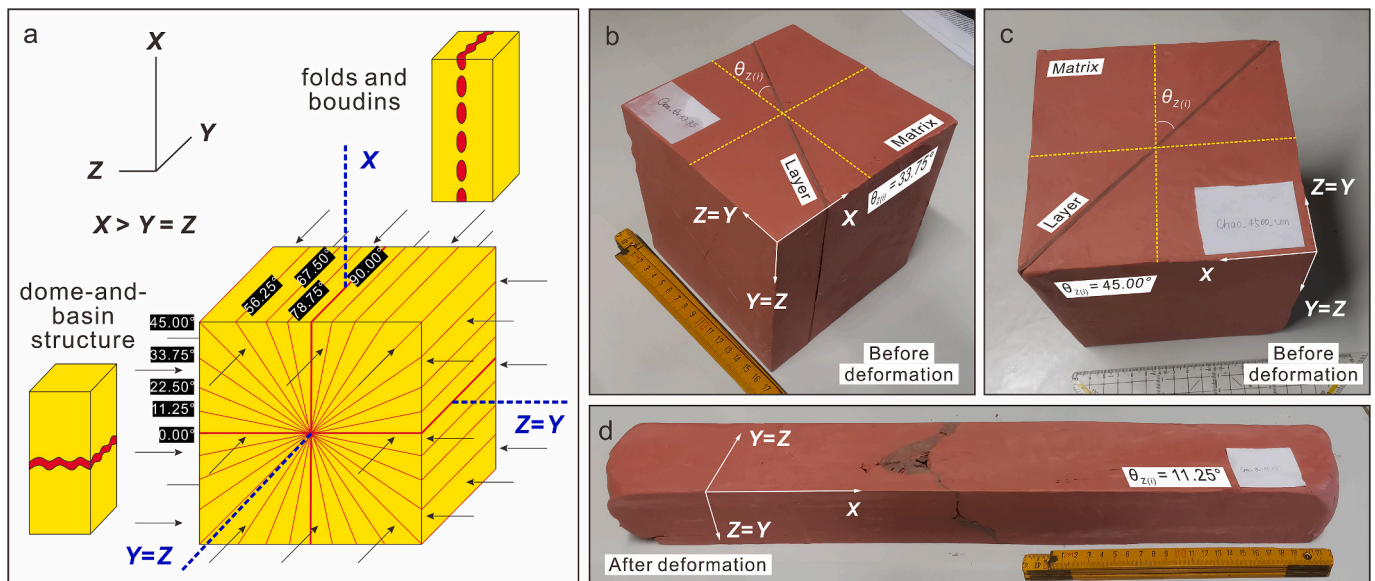 a
X
Y
Z
X > Y = Z
folds and
boudins
X
dome-and-
basin
structure
56.25°
67.50°
78.75°
90.00°
45.00°
33.75°
22.50°
11.25°
0.00°
Z=Y
Y=Z
b
θZ(i)
Matrix
Layer
θZ(i) = 33.75°
Z=Y
X
Y=Z
Before
deformation
c
Matrix
θZ(i)
Layer
Z=Y
Chao_4500_um
X
θZ(i) = 45.00°
Y=Z
Before
deformation
d
Y=Z
X
Z=Y
θZ(i) = 11.25°
After deformation